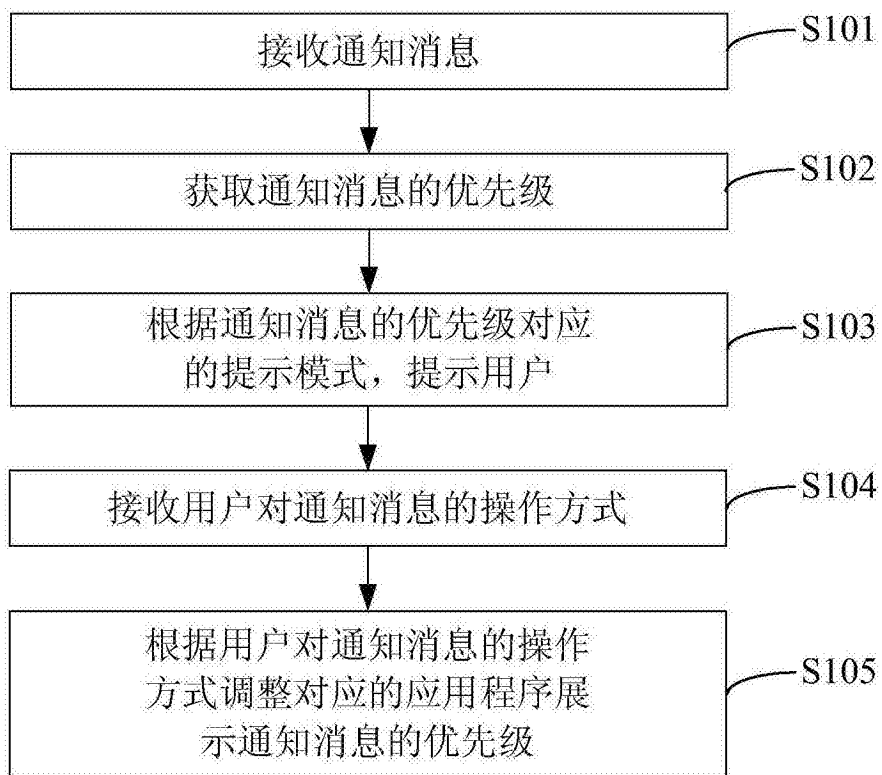 接收通知消息
S101
获取通知消息的优先级
S102
根据通知消息的优先级对应
的提示模式，提示用户
S103
接收用户对通知消息的操作方式
S104
根据用户对通知消息的操作
方式调整对应的应用程序展
示通知消息的优先级
S105